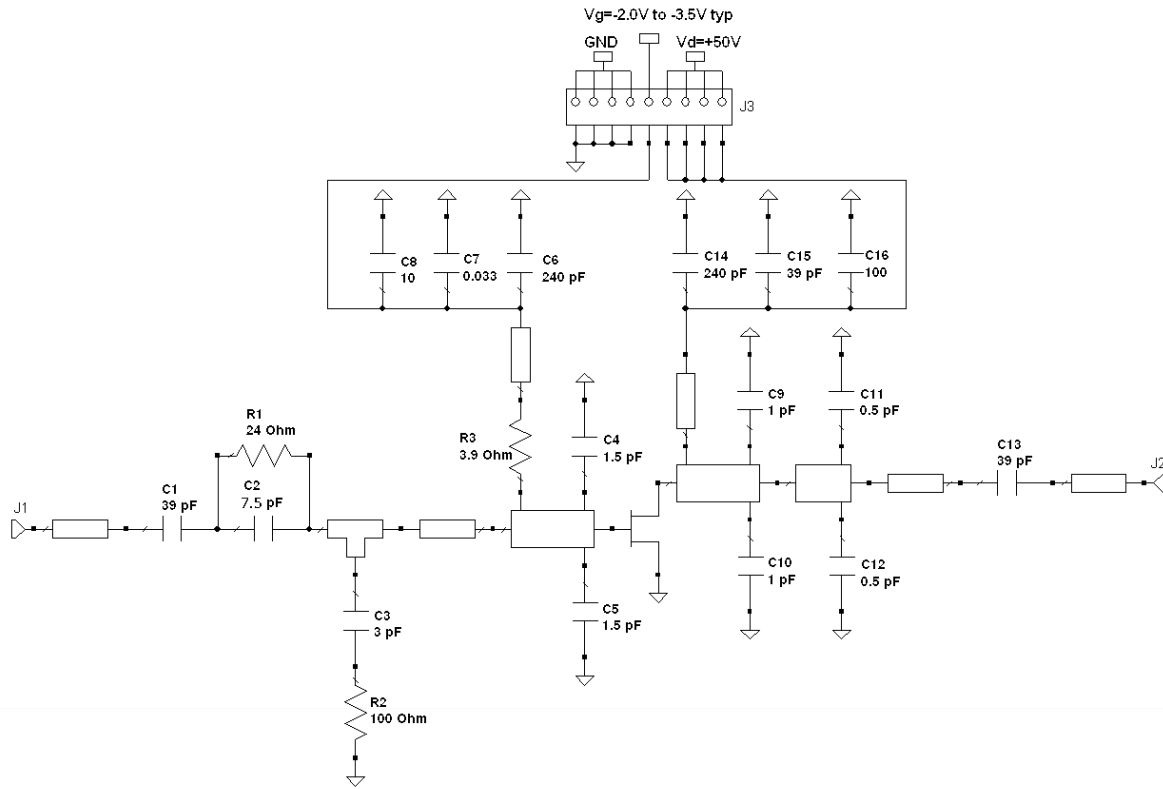 Vg=-2.0V to -3.5V typ
GND
Vd=+50V
J3
C8
10
C7
0.033
C6
240 pF
C14
240 pF
C15
39 pF
C16
100
R1
24 Ohm
R3
3.9 Ohm
C4
1.5 pF
C9
1 pF
C11
0.5 pF
C13
39 pF
J1
C1
39 pF
C2
7.5 pF
J2
C10
1 pF
C12
0.5 pF
C3
3 pF
C5
1.5 pF
R2
100 Ohm